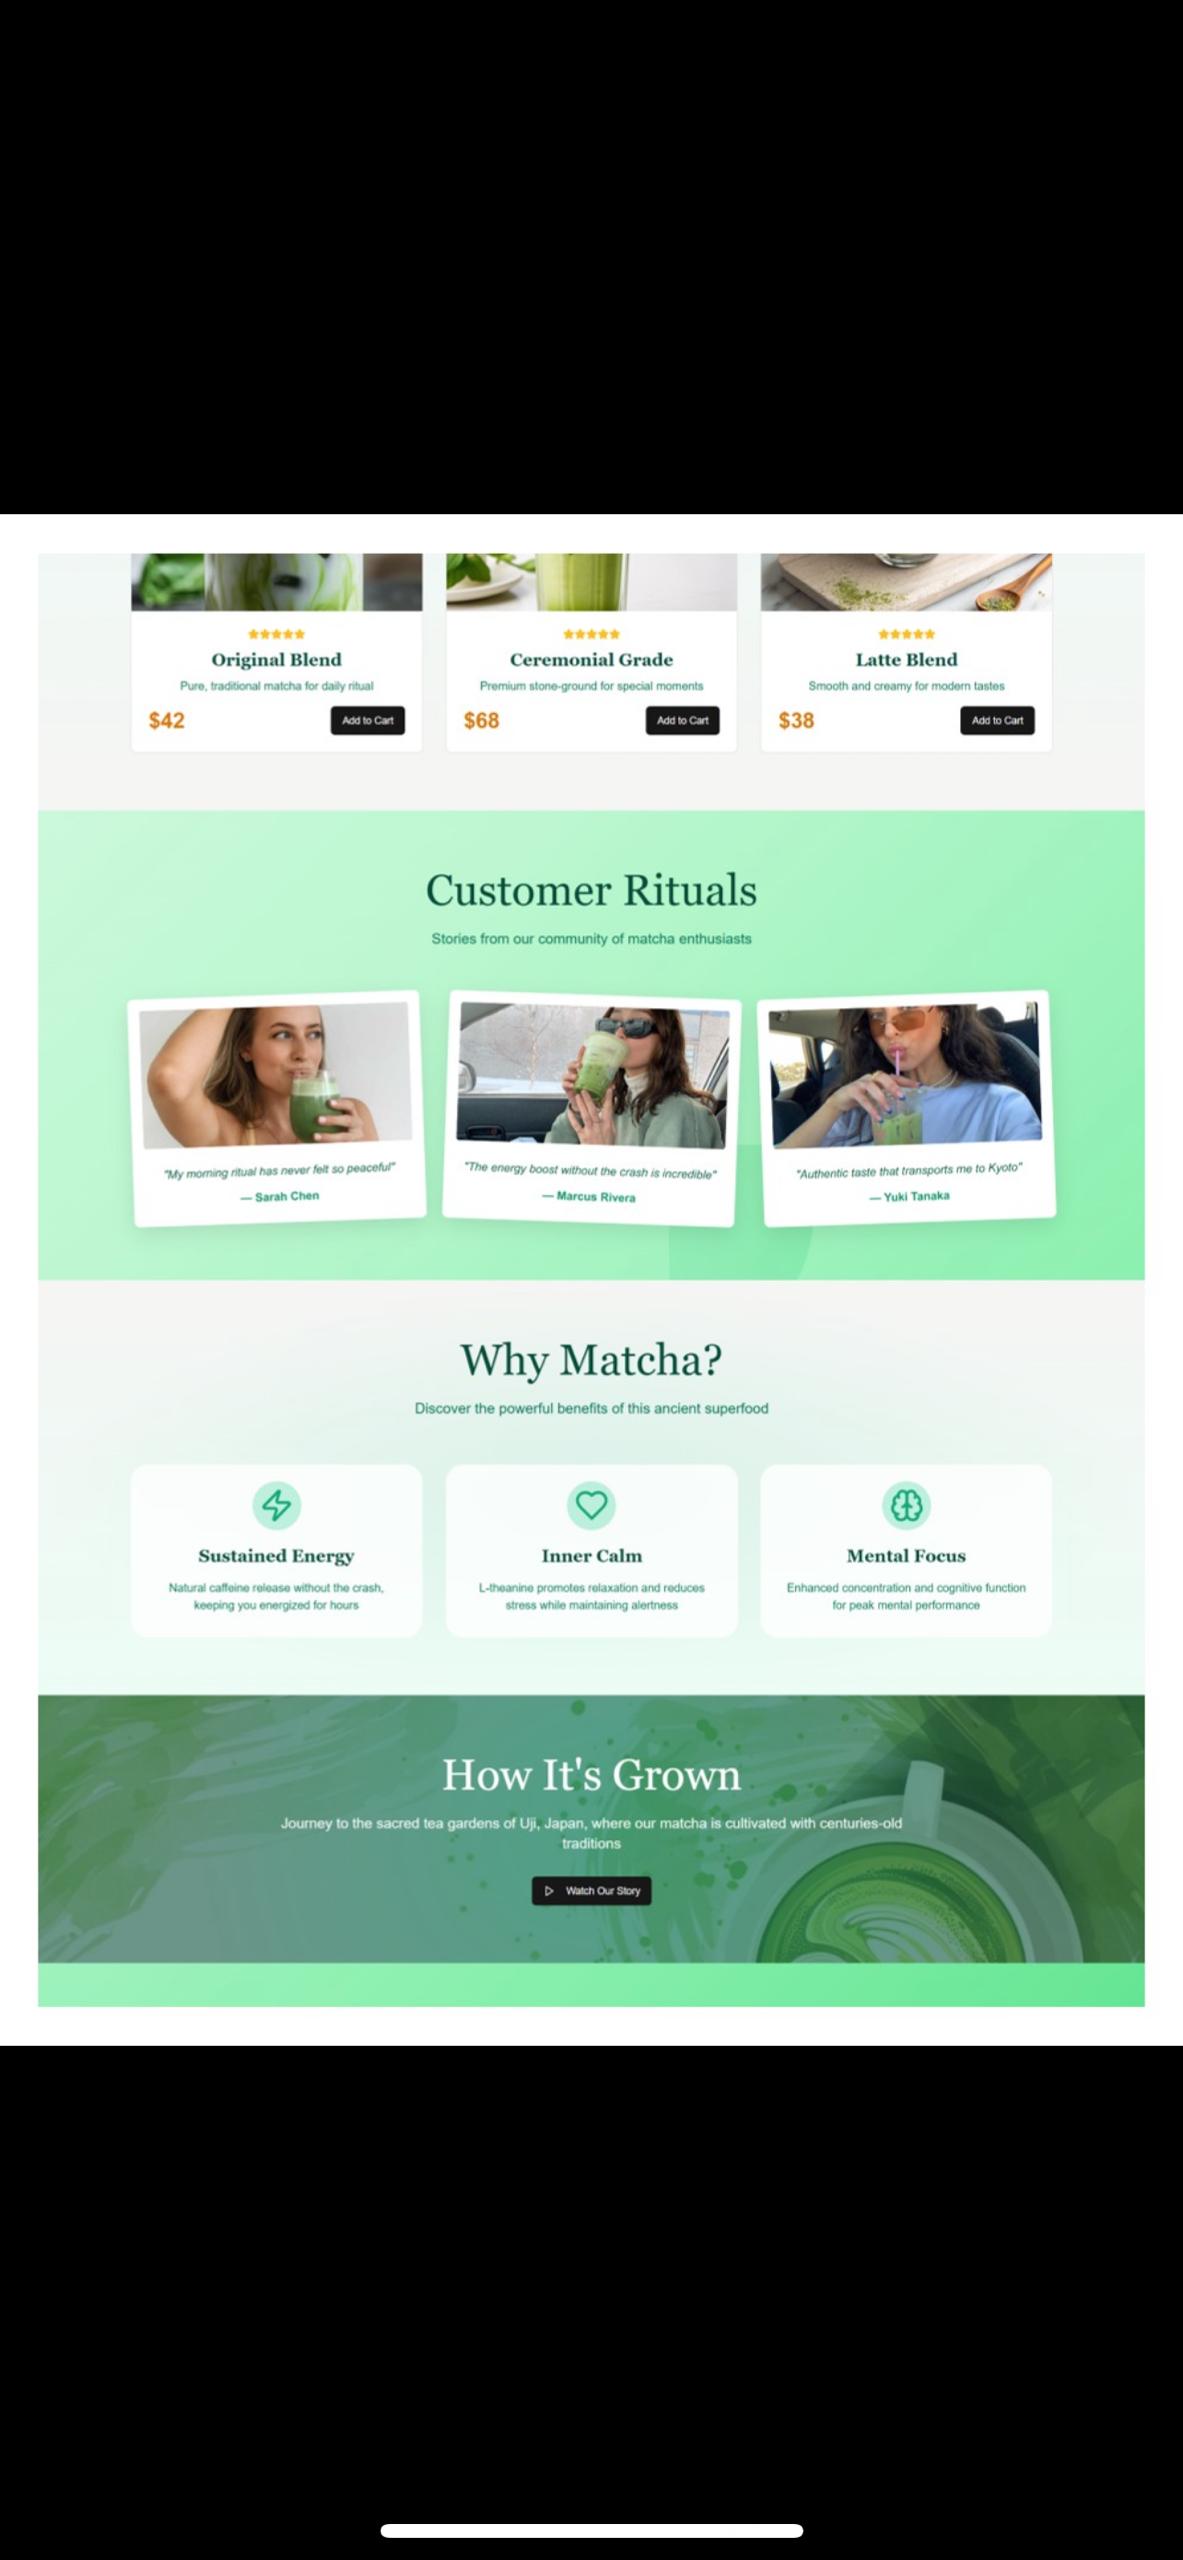 Original Blend
Pure, traditional matcha for daily ritual
$42
Add to Cart
Ceremonial Grade
Premium stone-ground for special moments
$68
Add to Cart
Latte Blend
Smooth and creamy for modern tastes
$38
Add to Cart
Customer Rituals
Stories from our community of matcha enthusiasts
"My morning ritual has never felt so peaceful"
— Sarah Chen
"The energy boost without the crash is incredible"
— Marcus Rivera
"Authentic taste that transports me to Kyoto"
— Yuki Tanaka
Why Matcha?
Discover the powerful benefits of this ancient superfood
Sustained Energy
Natural caffeine release without the crash,
keeping you energized for hours
Inner Calm
L-theanine promotes relaxation and reduces
stress while maintaining alertness
Mental Focus
Enhanced concentration and cognitive function
for peak mental performance
How It's Grown
Journey to the sacred tea gardens of Uji, Japan, where our matcha is cultivated with centuries-old
traditions
Watch Our Story